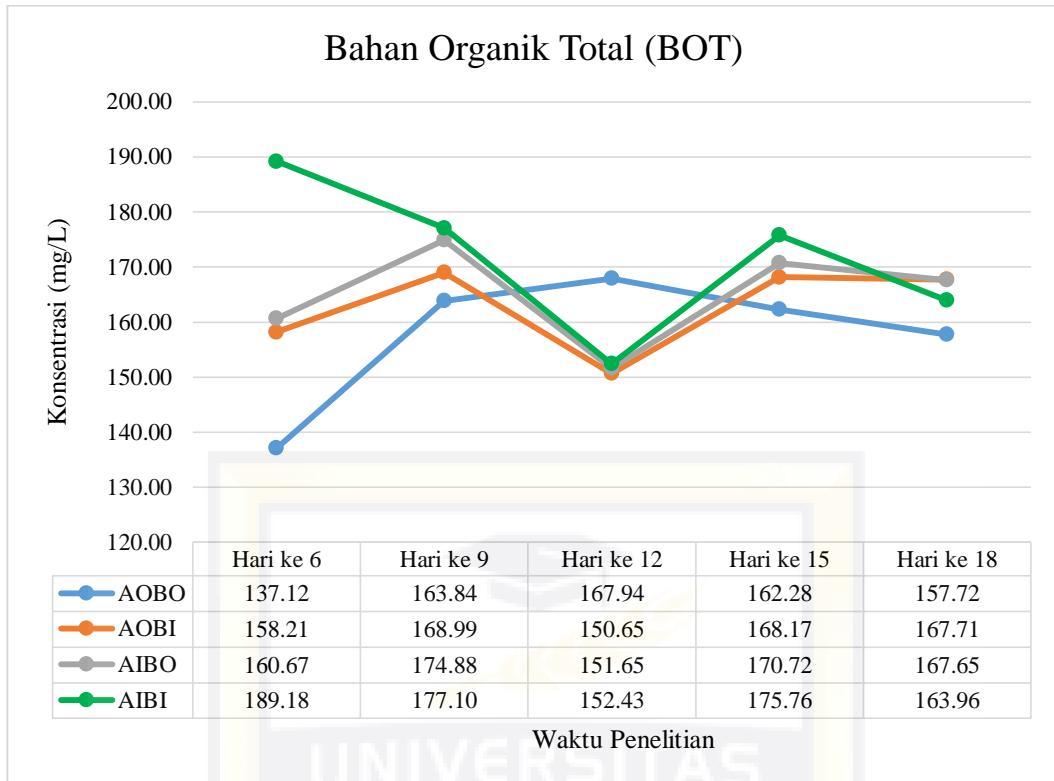 Bahan Organik Total (BOT)
200.00
190.00
180.00
170.00
160.00
150.00
140.00
130.00
120.00
Konsentrasi (mg/L)
Hari ke 6 Hari ke 9 Hari ke 12 Hari ke 15 Hari ke 18
AOBO 137.12 163.84 167.94 162.28 157.72
AOBI 158.21 168.99 150.65 168.17 167.71
AIBO 160.67 174.88 151.65 170.72 167.65
AIBI 189.18 177.10 152.43 175.76 163.96
Waktu Penelitian
UNIVERSITAS